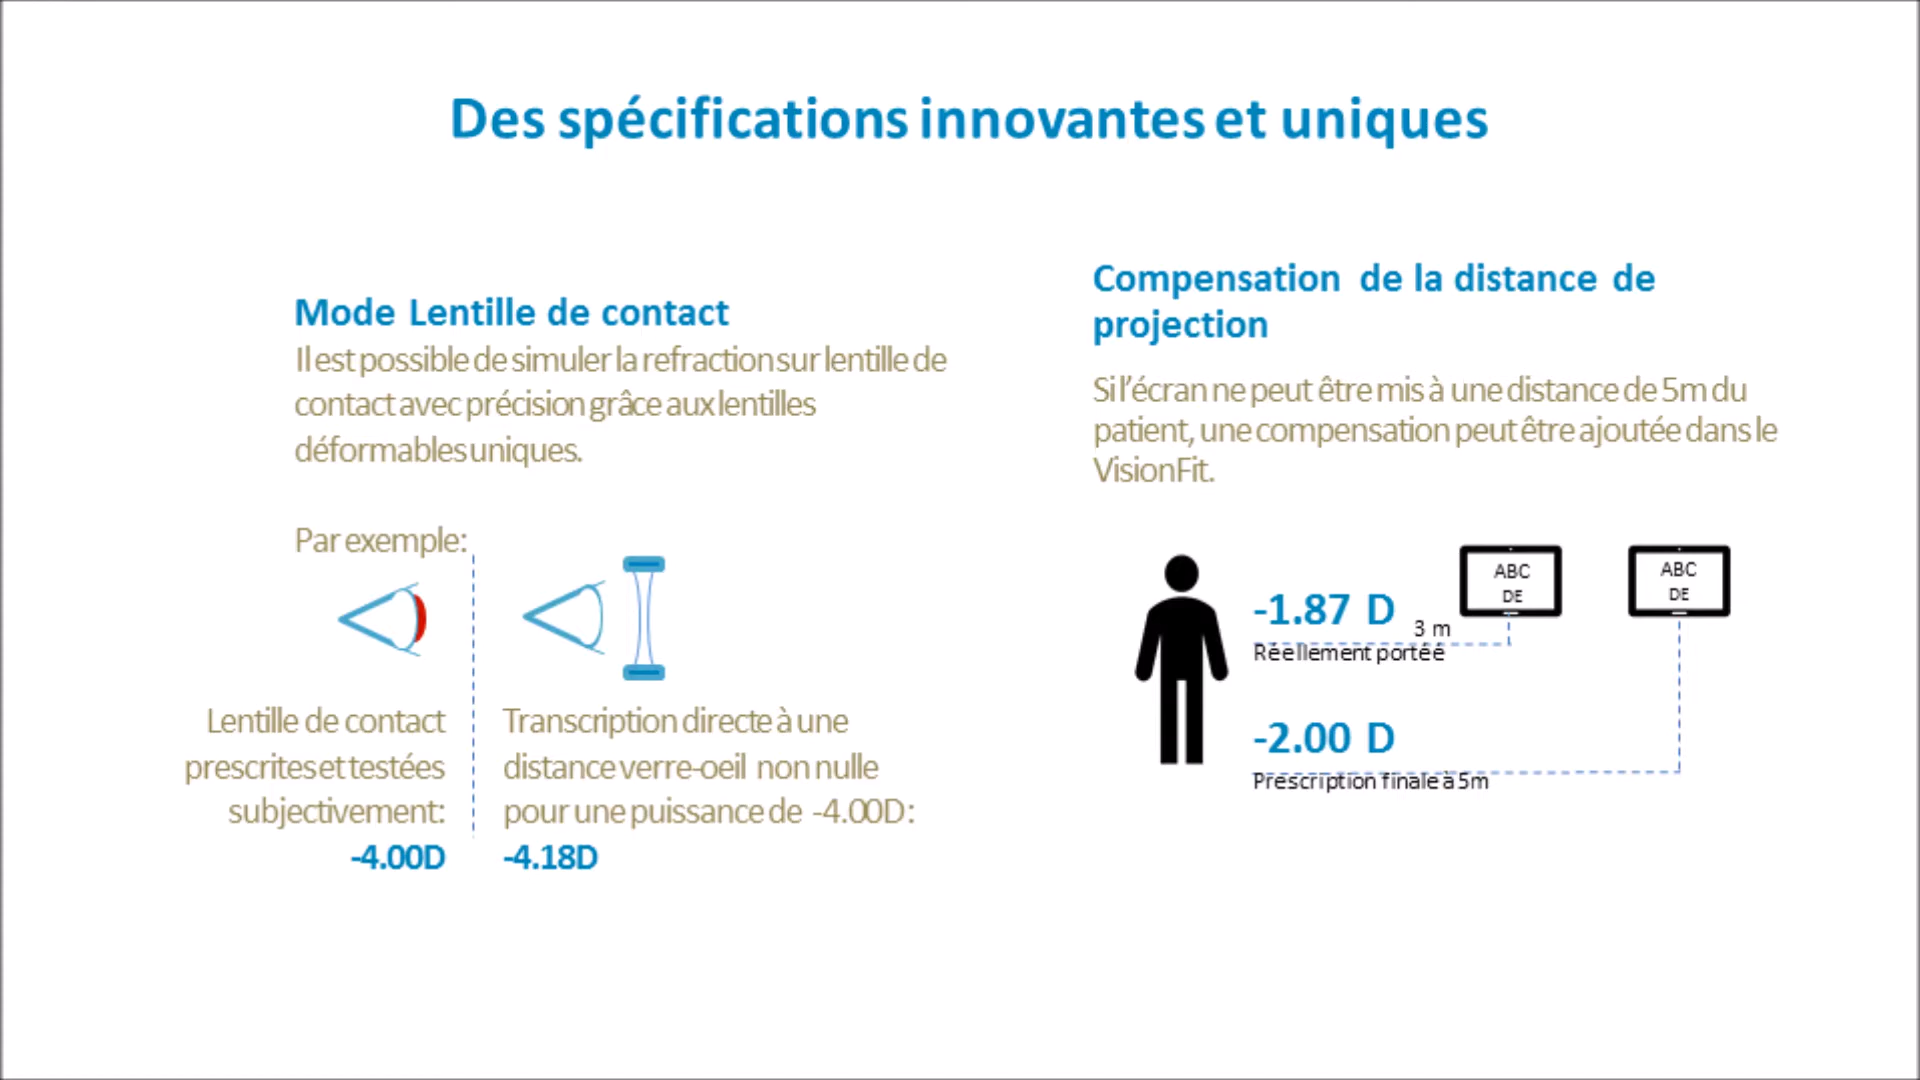 Des spécifications innovantes et uniques
Mode Lentille de contact
Il est possible de simuler la refraction sur lentille de
contact avec précision grâce aux lentilles
déformables uniques.
Par exemple:
Lentille de contact
prescrites et testées
subjectivement:
-4.00D
Transcription directe à une
distance verre-oeil non nulle
pour une puissance de -4.00D:
-4.18D
Compensation de la distance de
projection
Si l'écran ne peut être mis à une distance de 5m du
patient, une compensation peut être ajoutée dans le
VisionFit.
-1.87 D
3 m
Réellement portée
ABC
DE
ABC
DE
-2.00 D
Prescription finale à 5m